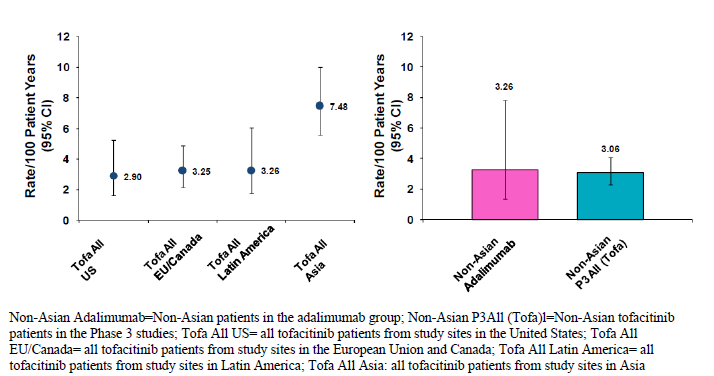 12
10
8
6
4
2
0
Rate/100 Patient Years
(95% CI)
2.90
3.25
3.26
7.48
Tofa All
US
Tofa All
EU/Canada
Tofa All
Latin America
Tofa All
Asia
12
10
8
6
4
2
0
Rate/100 Patient Years
(95% CI)
3.26
3.06
Non-Asian
Adalimumab
Non-Asian
P3All (Tofa)
Non-Asian Adalimumab=Non-Asian patients in the adalimumab group; Non-Asian P3All (Tofa)l=Non-Asian tofacitinib
patients in the Phase 3 studies; Tofa All US= all tofacitinib patients from study sites in the United States; Tofa All
EU/Canada= all tofacitinib patients from study sites in the European Union and Canada; Tofa All Latin America= all
tofacitinib patients from study sites in Latin America; Tofa All Asia: all tofacitinib patients from study sites in Asia